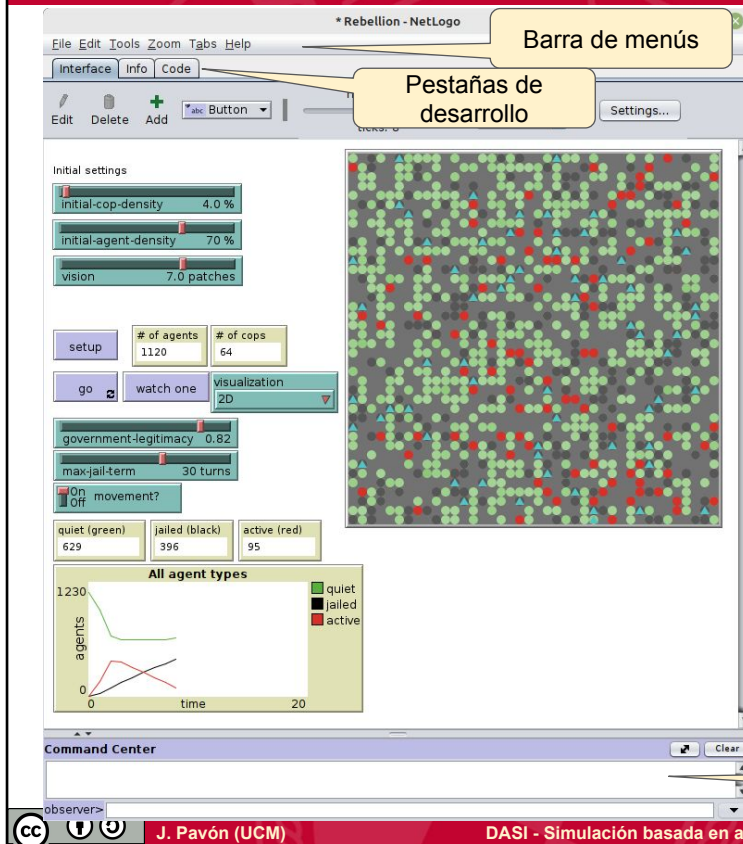 * Rebellion - NetLogo
Barra de menús
File Edit Tools Zoom Tabs Help
Interface Info Code
Pestañas de
desarrollo
Edit Delete Add abc Button Settings...
Initial settings
initial-cop-density 4.0 %
initial-agent-density 70 %
vision 7.0 patches
# of agents # of cops
setup 1120 64
go watch one visualization
2D
government-legitimacy 0.82
max-jail-term 30 turns
On
Off movement?
quiet (green) jailed (black) active (red)
629 396 95
All agent types
1230
agents
0
0 time 20
quiet
jailed
active
Command Center Clear
observer>
cc J. Pavón (UCM) DASI - Simulación basada en a